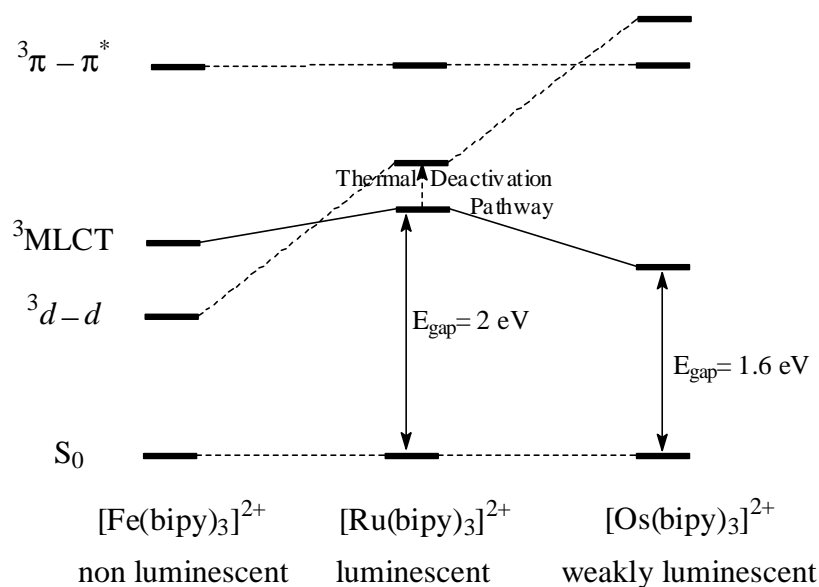 ³π – π*
Thermal Deactivation
Pathway
³MLCT
³d – d
E_gap= 2 eV
E_gap= 1.6 eV
S₀
[Fe(bipy)₃]²⁺
[Ru(bipy)₃]²⁺
[Os(bipy)₃]²⁺
non luminescent
luminescent
weakly luminescent